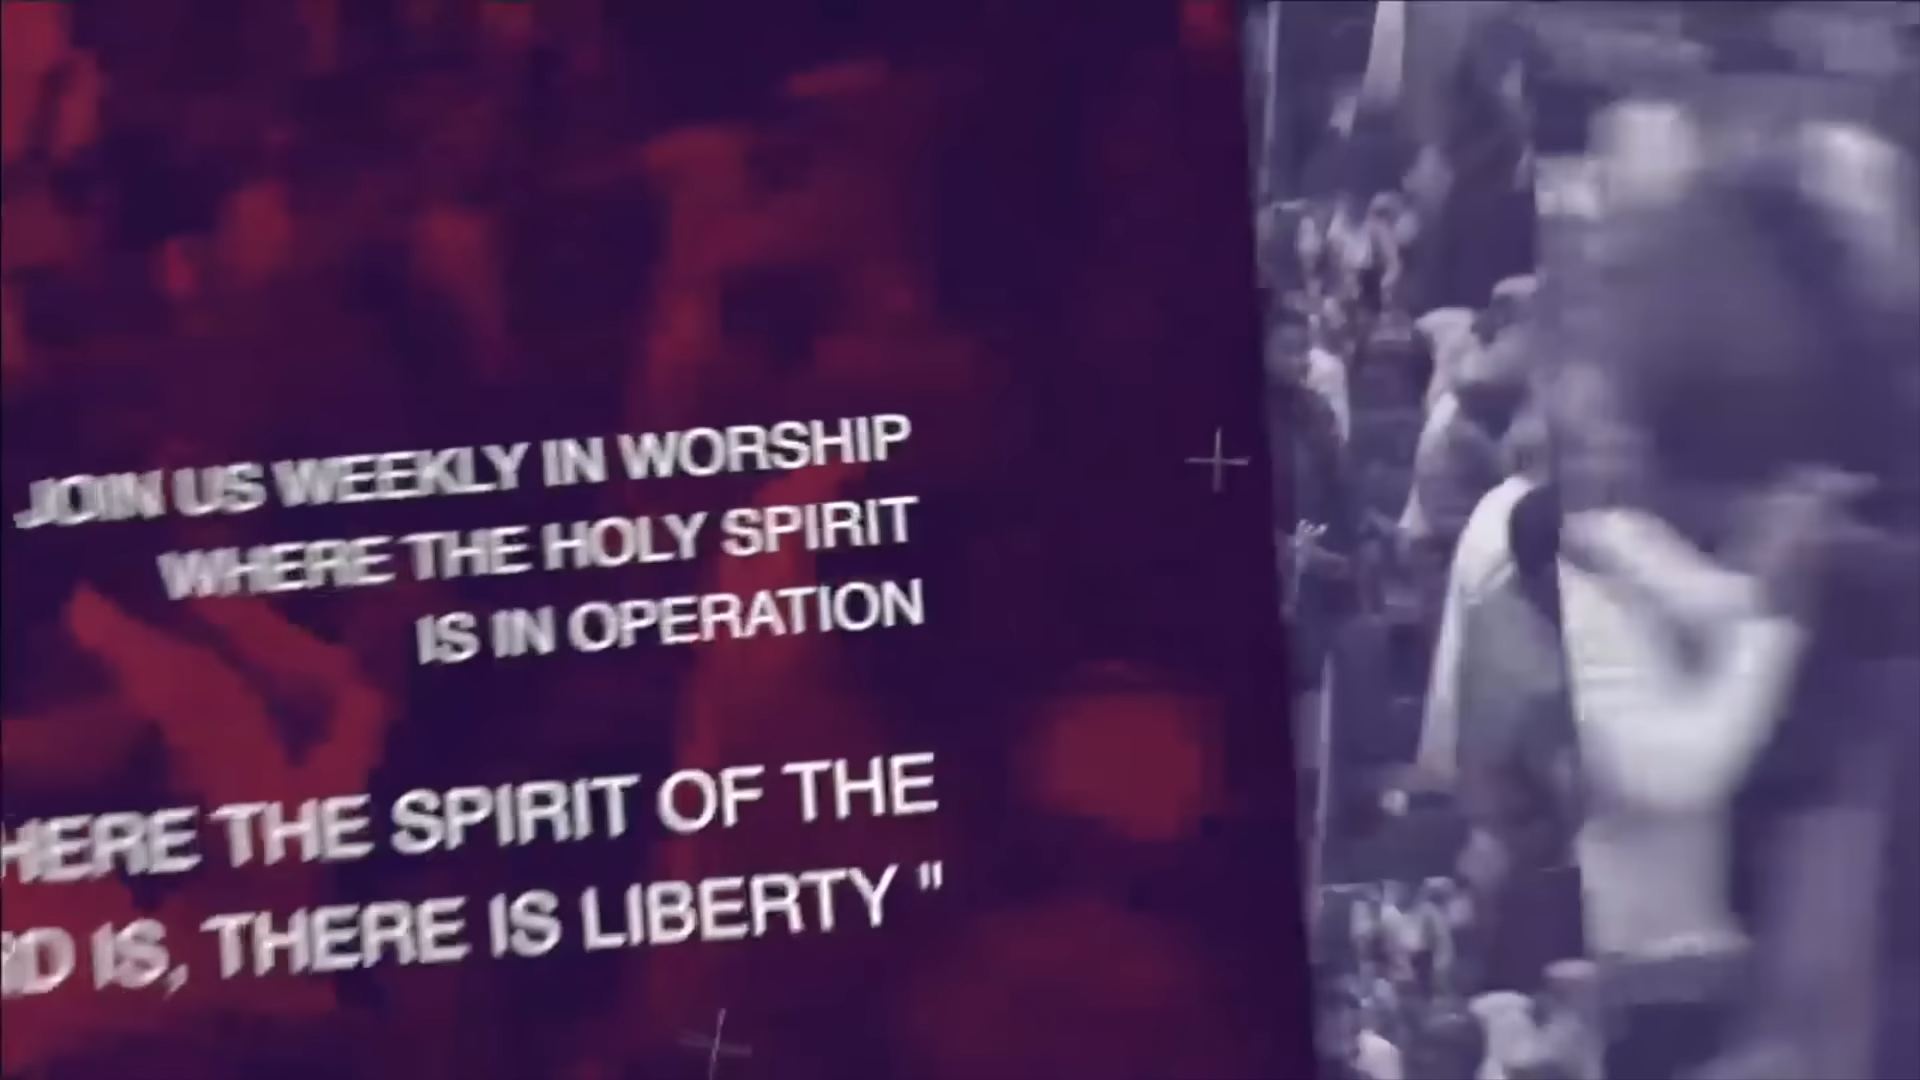 JOIN US WEEKLY IN WORSHIP
WHERE THE HOLY SPIRIT
IS IN OPERATION
HERE THE SPIRIT OF THE
D IS, THERE IS LIBERTY "